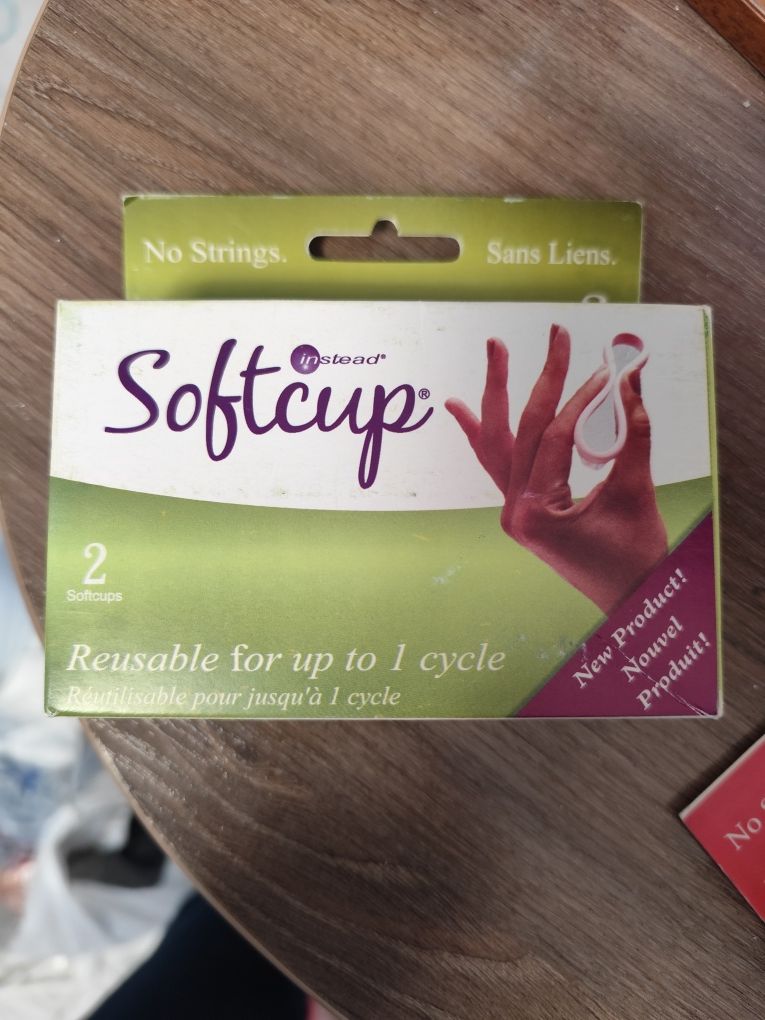 No Strings.
Sans Liens.
instead®
Softcup®
2
Softcups
Reusable for up to 1 cycle
Réutilisable pour jusqu'à 1 cycle
New Product!
Nouvel
Produit!
No